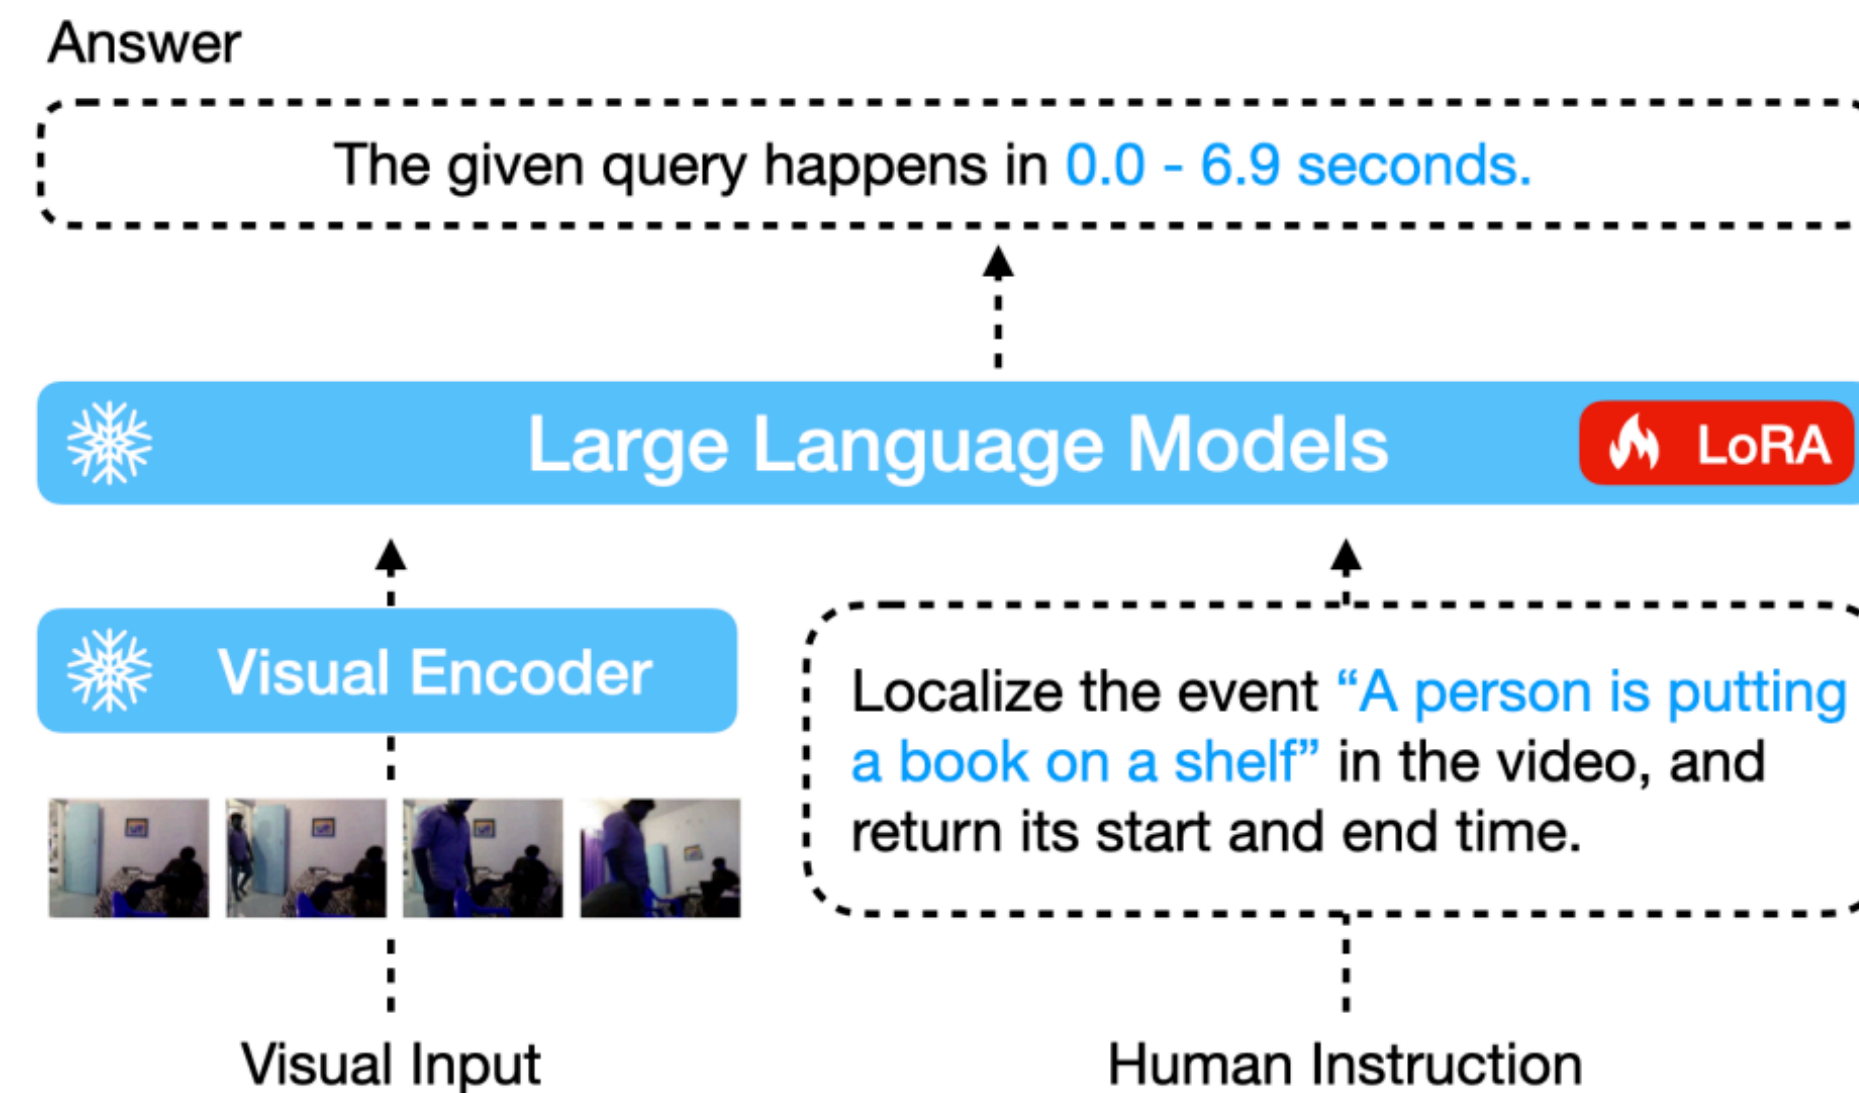 Answer
The given query happens in 0.0 - 6.9 seconds.
Large Language Models
LoRA
Visual Encoder
Localize the event “A person is putting
a book on a shelf” in the video, and
return its start and end time.
Visual Input
Human Instruction